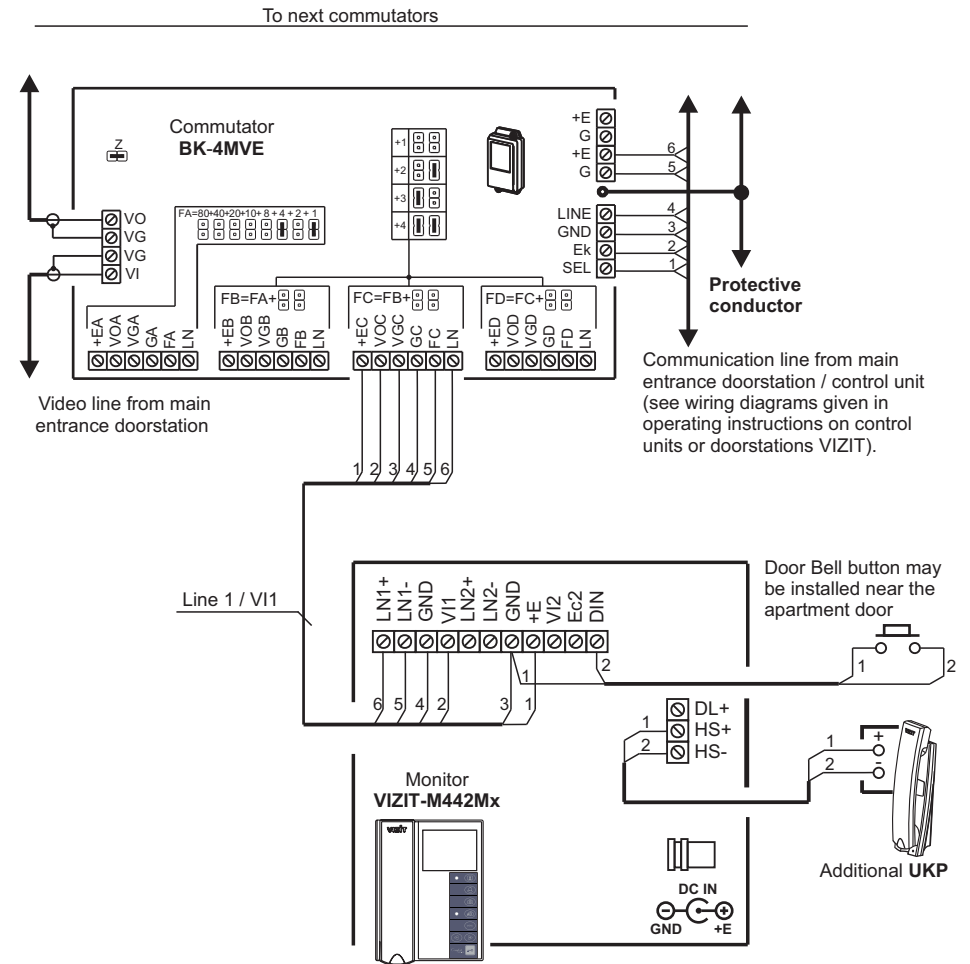 To next commutators
Commutator
BK-4MVE
Z
+1
+2
+3
+4
+E
G
+E
G
6
5
LINE
GND
Ek
SEL
4
3
2
1
VO
VG
VG
VI
FA=80+40+20+10+ 8 + 4 + 2 + 1
FB=FA+
FC=FB+
FD=FC+
+EA
VOA
VGA
GA
FA
LN
+EB
VOB
VGB
GB
FB
LN
+EC
VOC
VGC
GC
FC
LN
+ED
VOD
VGD
GD
FD
LN
Protective
conductor
Video line from main
entrance doorstation
Communication line from main
entrance doorstation / control unit
(see wiring diagrams given in
operating instructions on control
units or doorstations VIZIT).
1 2 3 4 5 6
Line 1 / VI1
LN1+
LN1-
GND
VI1
LN2+
LN2-
GND
+E
VI2
Ec2
DIN
6 5 4 2 3 1
1
2
Door Bell button may
be installed near the
apartment door
1
2
DL+
HS+
HS-
1
2
1
2
+
-
Additional UKP
Monitor
VIZIT-M442Mx
VIZIT
DC IN
GND
+E